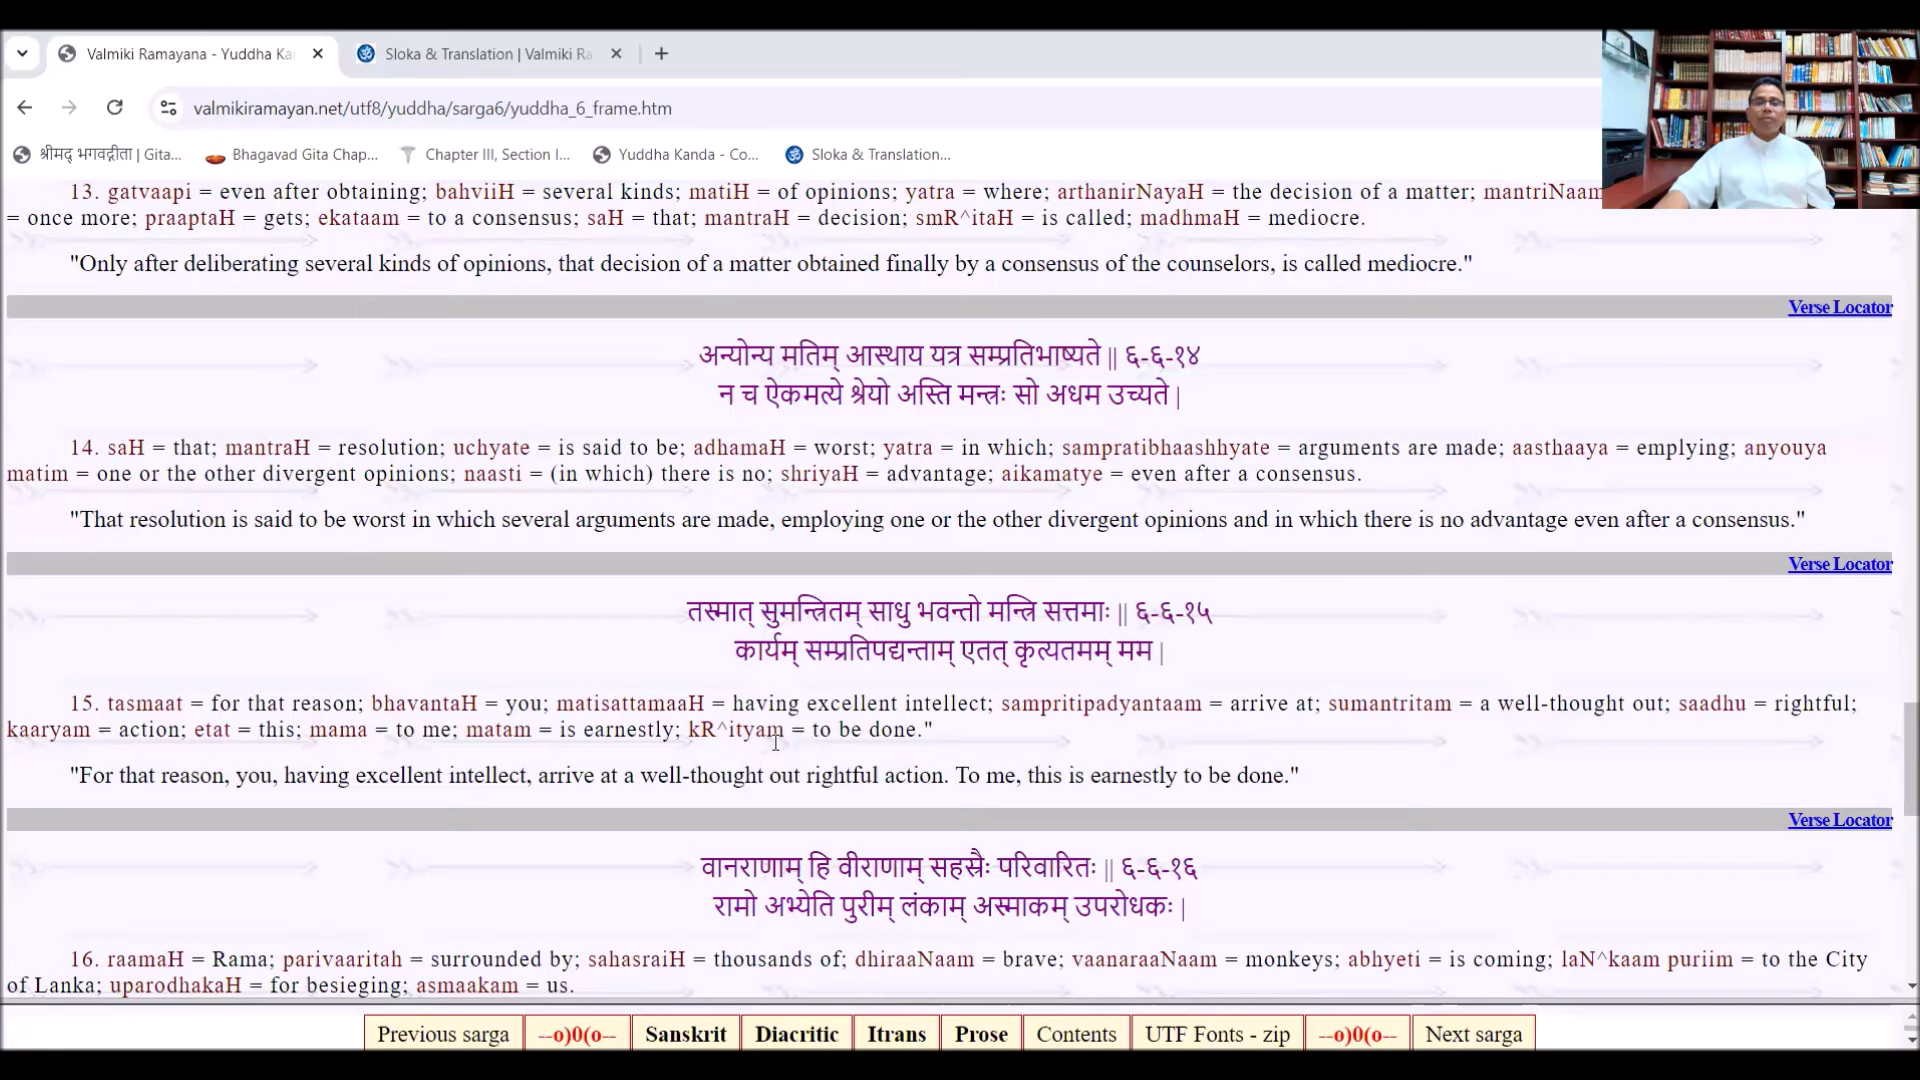 Valmiki Ramayana - Yuddha Ka
Sloka & Translation | Valmiki Ra
valmikiramayan.net/utf8/yuddha/sarga6/yuddha_6_frame.htm
श्रीमद् भगवद्गीता | Gita...
Bhagavad Gita Chap...
Chapter III, Section I...
Yuddha Kanda - Co...
Sloka & Translation...
13. gatvaapi = even after obtaining; bahviiH = several kinds; matiH = of opinions; yatra = where; arthanirNayaH = the decision of a matter; mantriNaam
= once more; praaptaH = gets; ekataam = to a consensus; saH = that; mantraH = decision; smR^itaH = is called; madhmaH = mediocre.
"Only after deliberating several kinds of opinions, that decision of a matter obtained finally by a consensus of the counselors, is called mediocre."
Verse Locator
अन्योन्य मतिम् आस्थाय यत्र सम्प्रतिभाष्यते || ६-६-१४
न च ऐकमत्ये श्रेयो अस्ति मन्त्रः सो अधम उच्यते |
14. saH = that; mantraH = resolution; uchyate = is said to be; adhamaH = worst; yatra = in which; sampratibhaashhyate = arguments are made; aasthaaya = emplying; anyouya
matim = one or the other divergent opinions; naasti = (in which) there is no; shriyaH = advantage; aikamatye = even after a consensus.
"That resolution is said to be worst in which several arguments are made, employing one or the other divergent opinions and in which there is no advantage even after a consensus."
Verse Locator
तस्मात् सुमन्त्रितम् साधु भवन्तो मन्त्रि सत्तमाः || ६-६-१५
कार्यम् सम्प्रतिपद्यन्ताम् एतत् कृत्यतमम् मम |
15. tasmaat = for that reason; bhavantaH = you; matisattamaaH = having excellent intellect; sampritipadyantaam = arrive at; sumantritam = a well-thought out; saadhu = rightful;
kaaryam = action; etat = this; mama = to me; matam = is earnestly; kR^ityam = to be done."
"For that reason, you, having excellent intellect, arrive at a well-thought out rightful action. To me, this is earnestly to be done."
Verse Locator
वानराणाम् हि वीराणाम् सहस्रैः परिवारितः || ६-६-१६
रामो अभ्येति पुरीम् लंकाम् अस्माकम् उपरोधकः |
16. raamaH = Rama; parivaaritah = surrounded by; sahasraiH = thousands of; dhiraaNaam = brave; vaanaraaNaam = monkeys; abhyeti = is coming; laN^kaam puriim = to the City
of Lanka; uparodhakaH = for besieging; asmaakam = us.
Previous sarga --o)0(o-- Sanskrit Diacritic Itrans Prose Contents UTF Fonts - zip --o)0(o-- Next sarga